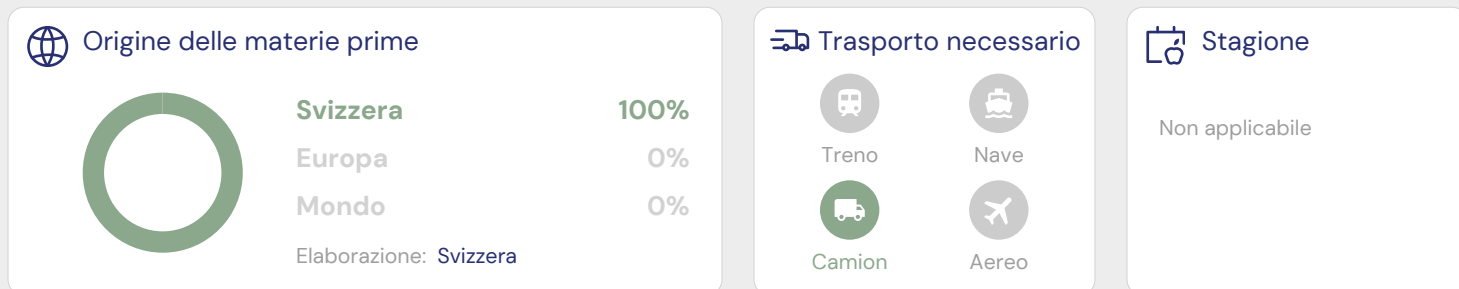 Origine delle materie prime
Svizzera 100%
Europa 0%
Mondo 0%
Elaborazione: Svizzera
Trasporto necessario
Treno Nave
Camion Aereo
Stagione
Non applicabile